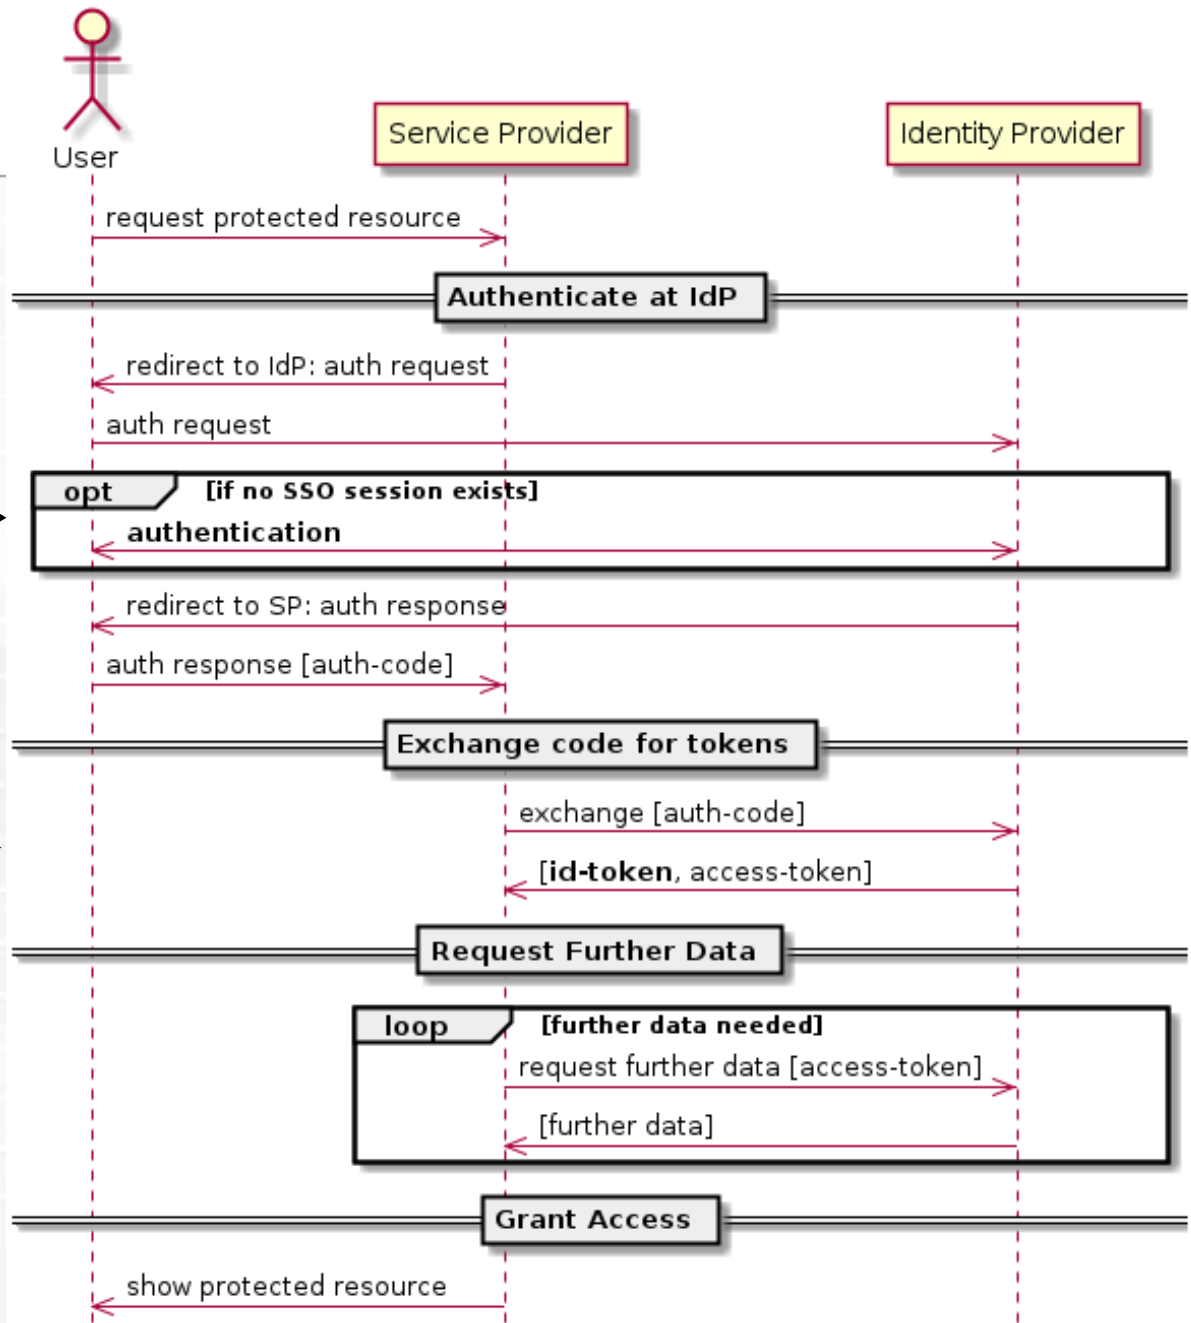 User
Service Provider
Identity Provider
request protected resource
Authenticate at IdP
redirect to IdP: auth request
auth request
opt [if no SSO session exists]
authentication
redirect to SP: auth response
auth response [auth-code]
Exchange code for tokens
exchange [auth-code]
[id-token, access-token]
Request Further Data
loop [further data needed]
request further data [access-token]
[further data]
Grant Access
show protected resource